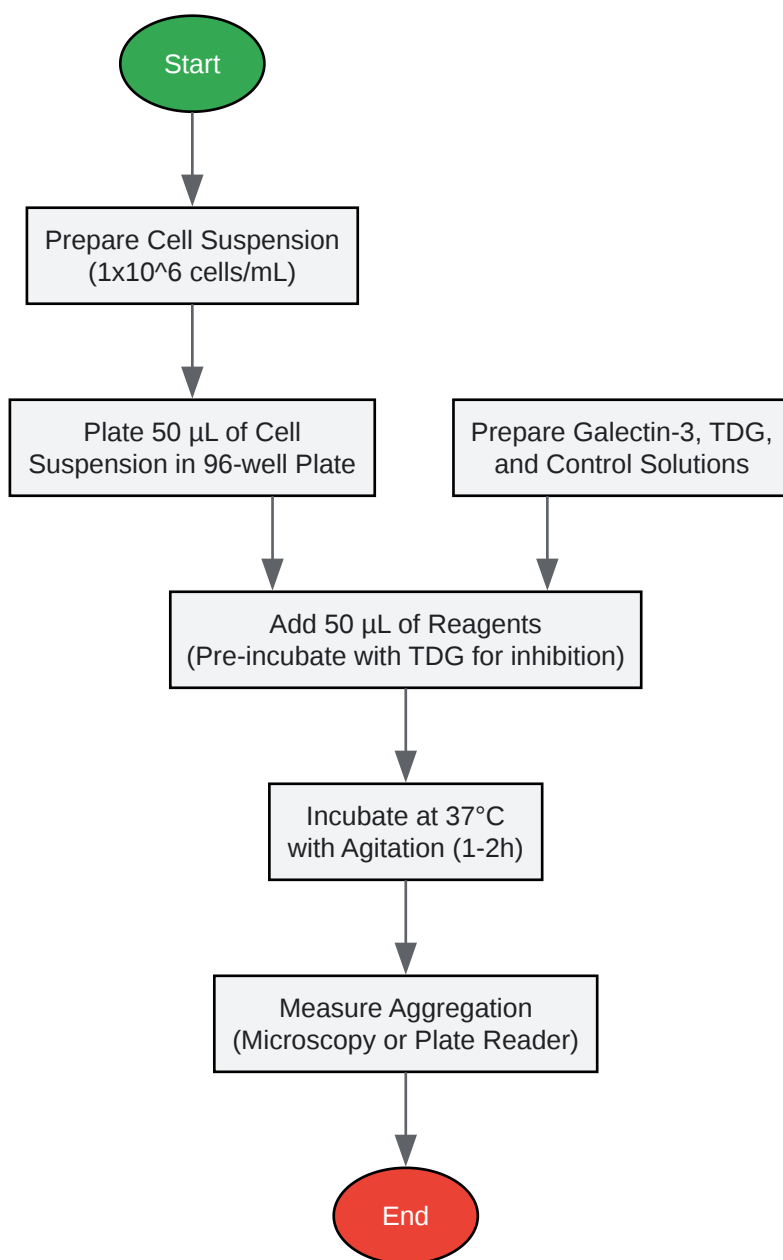 Start
Prepare Cell Suspension
(1x10^6 cells/mL)
Plate 50 µL of Cell
Suspension in 96-well Plate
Prepare Galectin-3, TDG,
and Control Solutions
Add 50 µL of Reagents
(Pre-incubate with TDG for inhibition)
Incubate at 37°C
with Agitation (1-2h)
Measure Aggregation
(Microscopy or Plate Reader)
End